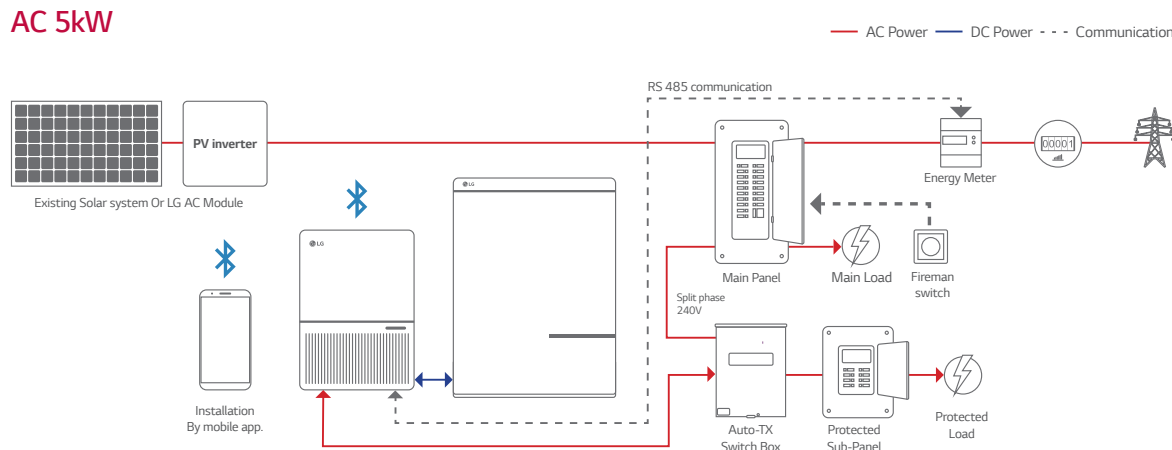 AC 5kW
AC Power
DC Power
Communication
RS 485 communication
PV inverter
00001
Energy Meter
Existing Solar system Or LG AC Module
LG
LG
Main Panel
Main Load
Fireman
switch
Split phase
240V
Installation
By mobile app.
Auto-TX
Switch Box
Protected
Sub-Panel
Protected
Load